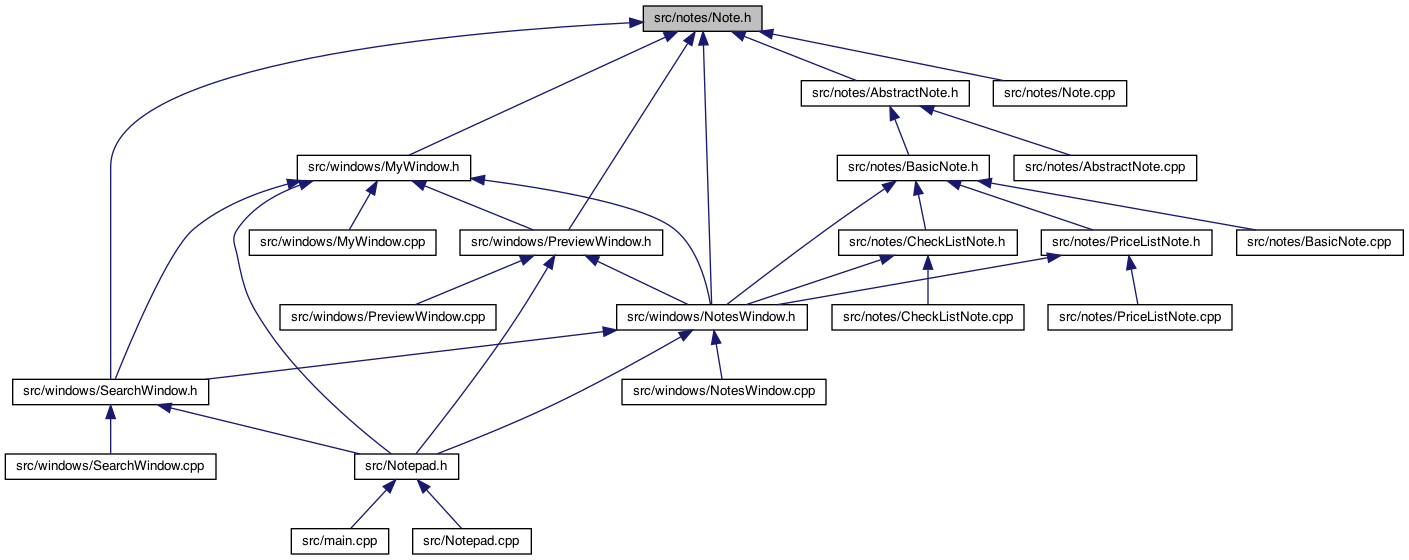 src/notes/Note.h
src/notes/AbstractNote.h
src/notes/Note.cpp
src/windows/MyWindow.h
src/notes/BasicNote.h
src/notes/AbstractNote.cpp
src/windows/MyWindow.cpp
src/windows/PreviewWindow.h
src/notes/CheckListNote.h
src/notes/PriceListNote.h
src/notes/BasicNote.cpp
src/windows/PreviewWindow.cpp
src/windows/NotesWindow.h
src/notes/CheckListNote.cpp
src/notes/PriceListNote.cpp
src/windows/SearchWindow.h
src/windows/NotesWindow.cpp
src/windows/SearchWindow.cpp
src/Notepad.h
src/main.cpp
src/Notepad.cpp